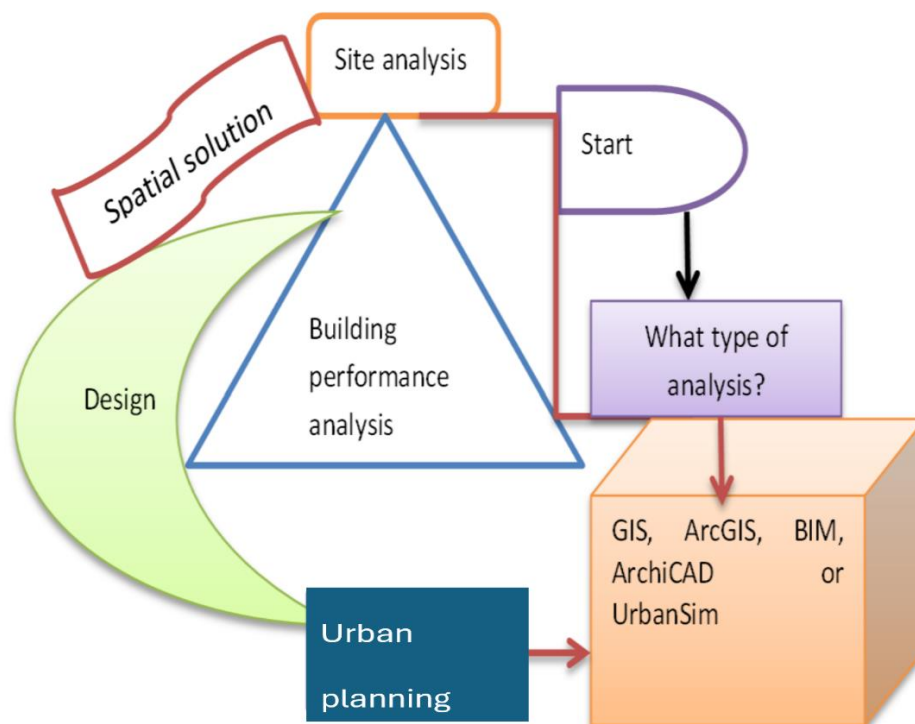 Site analysis
Spatial solution
Start
What type of
analysis?
Building
performance
analysis
Design
GIS, ArcGIS, BIM,
ArchiCAD or
UrbanSim
Urban
planning